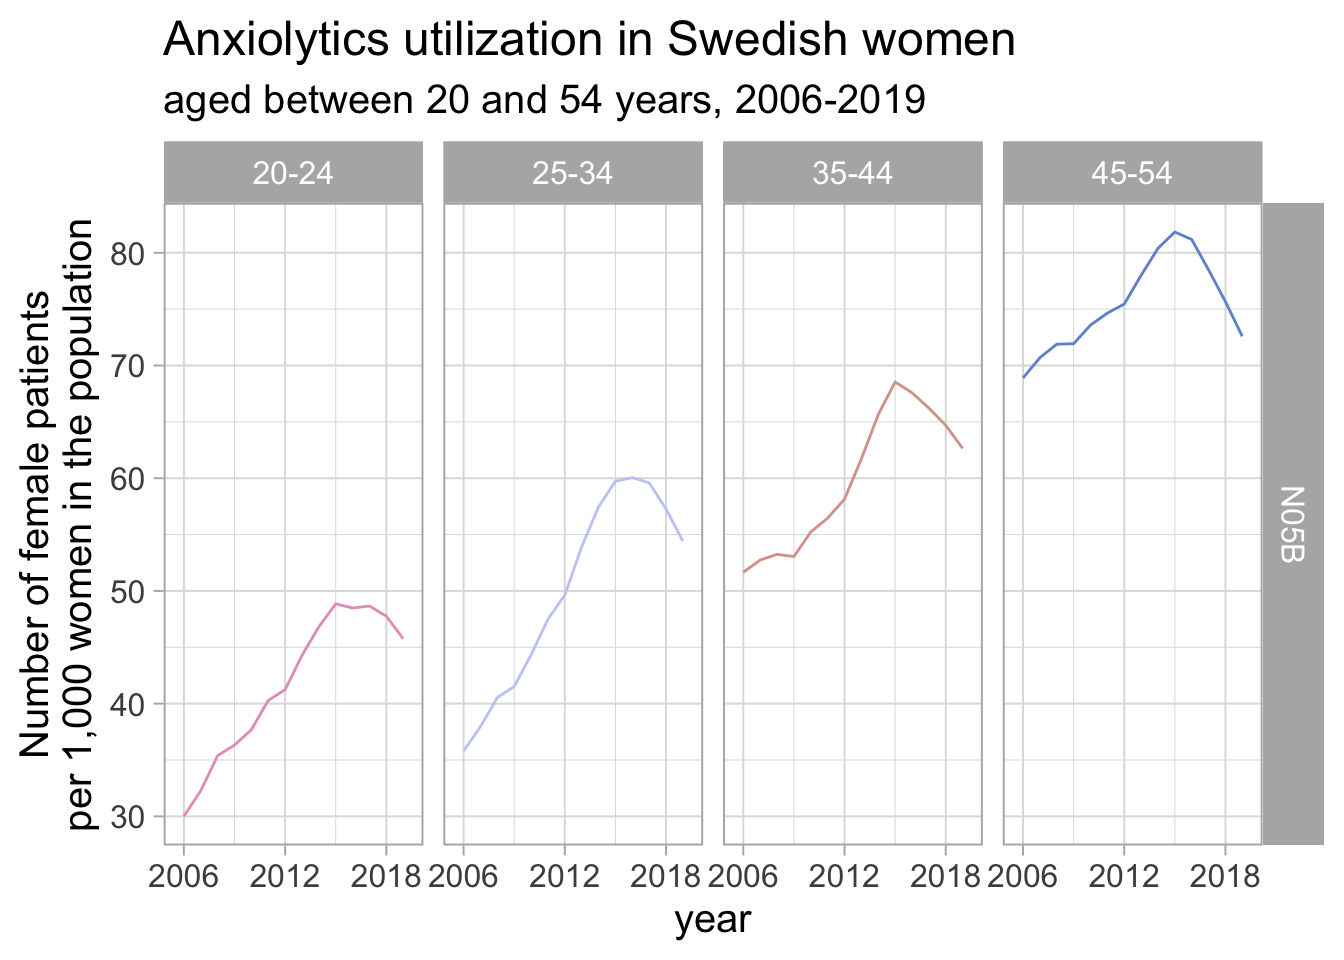 Anxiolytics utilization in Swedish women
aged between 20 and 54 years, 2006-2019
20-24
25-34
35-44
45-54
Number of female patients
per 1,000 women in the population
80
70
60
50
40
30
N05B
2006 2012 2018 2006 2012 2018 2006 2012 2018 2006 2012 2018
year